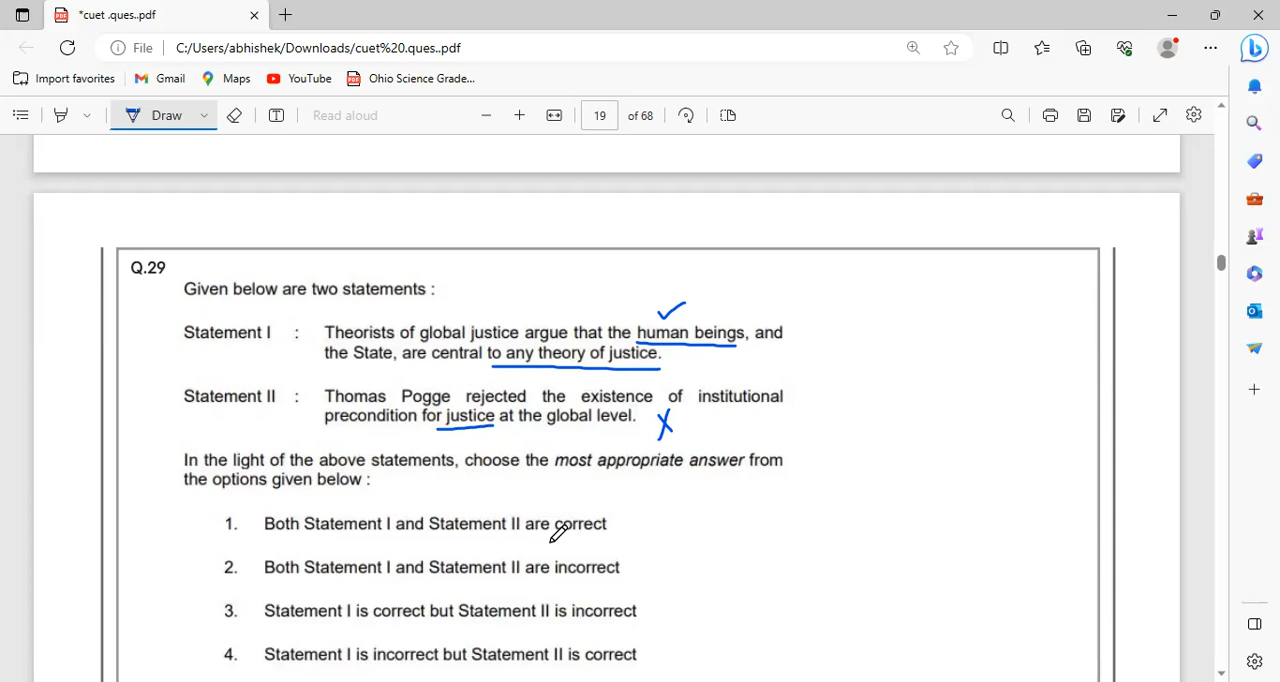 *cuet .ques..pdf
File
C:/Users/abhishek/Downloads/cuet%20.ques..pdf
Import favorites
Gmail
Maps
YouTube
Ohio Science Grade...
Draw
Read aloud
19
of 68
Q.29
Given below are two statements :
Statement I : Theorists of global justice argue that the human beings, and
the State, are central to any theory of justice.
Statement II : Thomas Pogge rejected the existence of institutional
precondition for justice at the global level.
In the light of the above statements, choose the most appropriate answer from
the options given below :
1. Both Statement I and Statement II are correct
2. Both Statement I and Statement II are incorrect
3. Statement I is correct but Statement II is incorrect
4. Statement I is incorrect but Statement II is correct